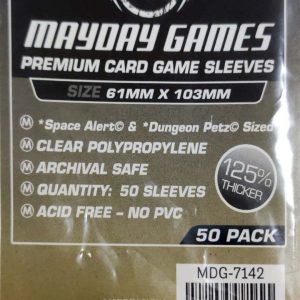 MAYDAY GAMES
PREMIUM CARD GAME SLEEVES
SIZE 61MM X 103MM
M *Space Alert© & *Dungeon Petz© Sized
M CLEAR POLYPROPYLENE
M ARCHIVAL SAFE
M QUANTITY: 50 SLEEVES
M ACID FREE – NO PVC
125% THICKER
50 PACK
MDG-7142